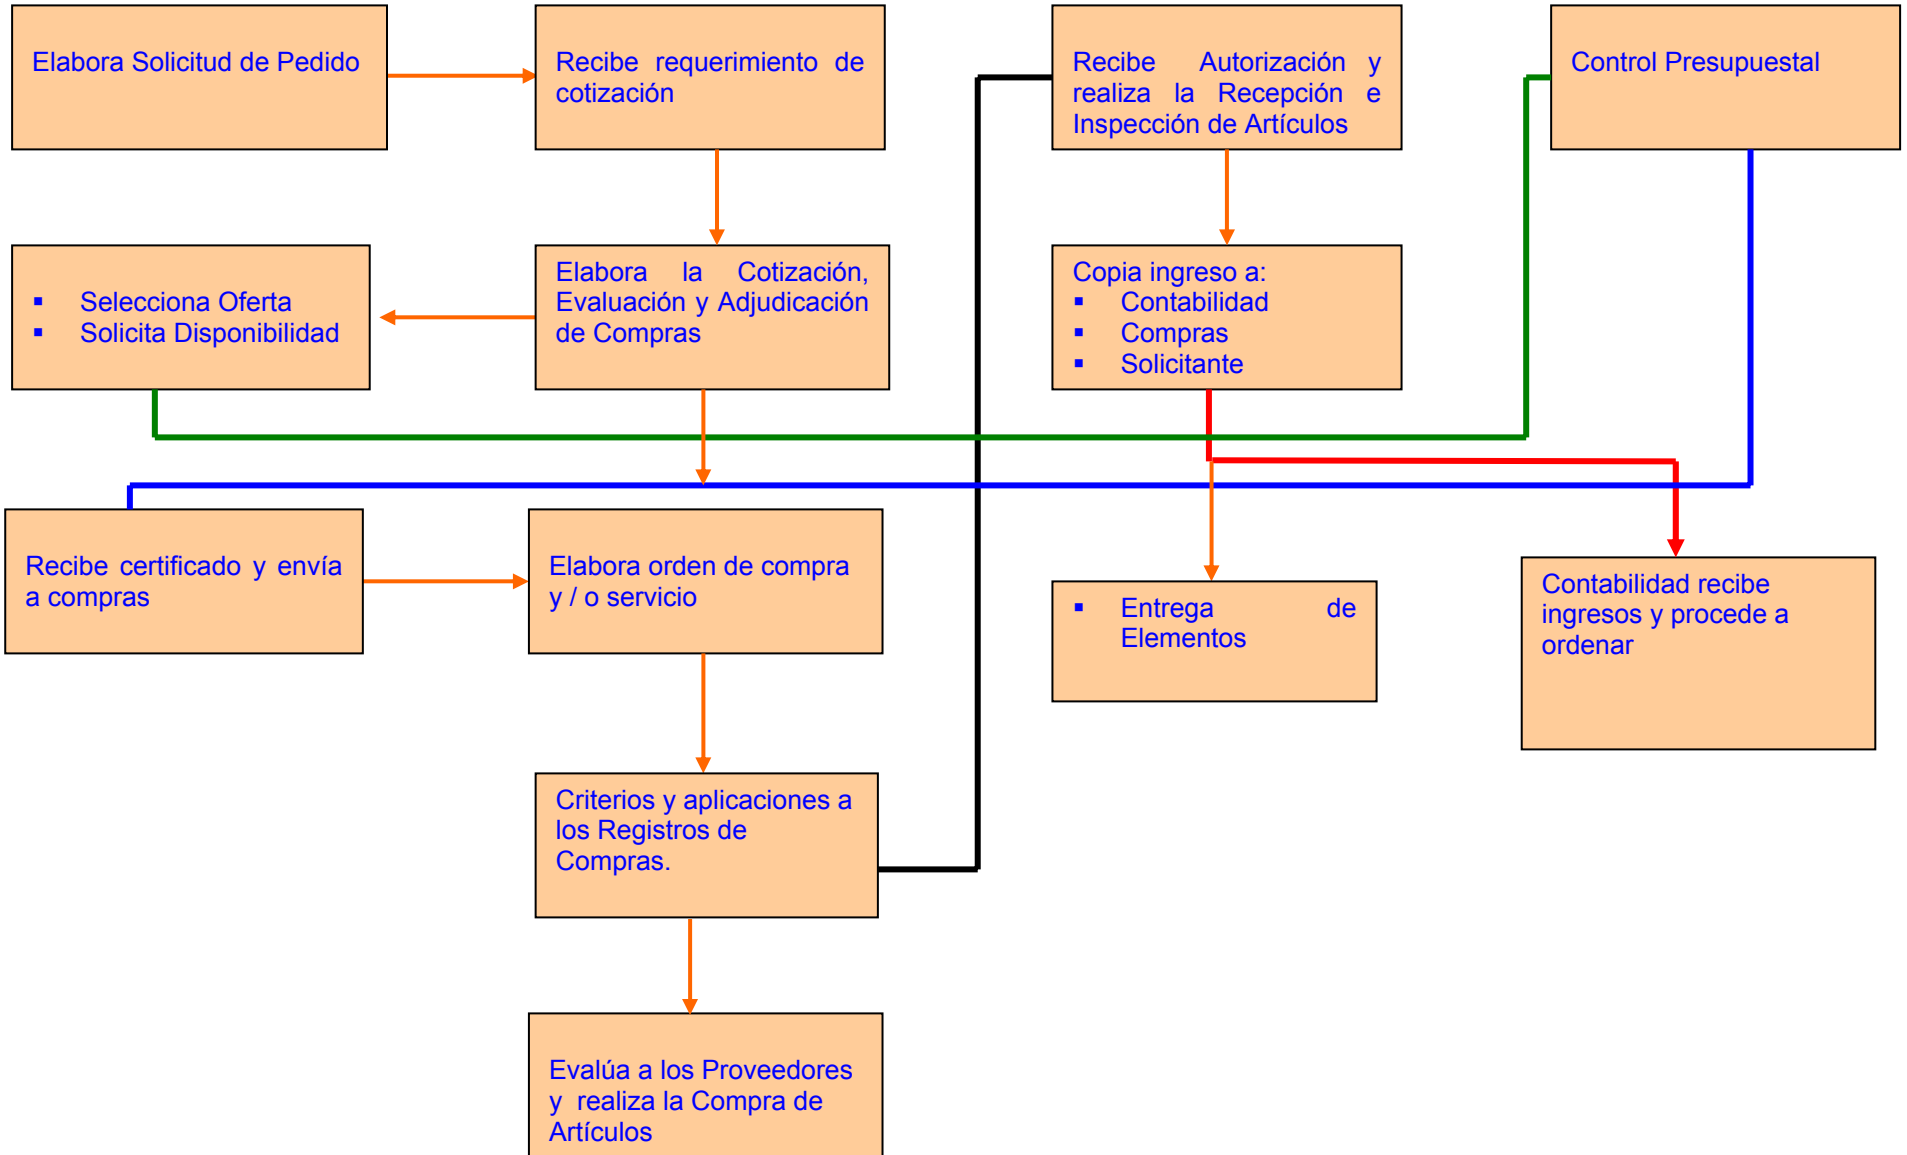 Elabora Solicitud de Pedido
Recibe requerimiento de
cotización
Recibe Autorización y
realiza la Recepción e
Inspección de Artículos
Control Presupuestal
▪ Selecciona Oferta
▪ Solicita Disponibilidad
Elabora la Cotización,
Evaluación y Adjudicación
de Compras
Copia ingreso a:
▪ Contabilidad
▪ Compras
▪ Solicitante
Recibe certificado y envía
a compras
Elabora orden de compra
y / o servicio
▪ Entrega de
Elementos
Contabilidad recibe
ingresos y procede a
ordenar
Criterios y aplicaciones a
los Registros de
Compras.
Evalúa a los Proveedores
y realiza la Compra de
Artículos